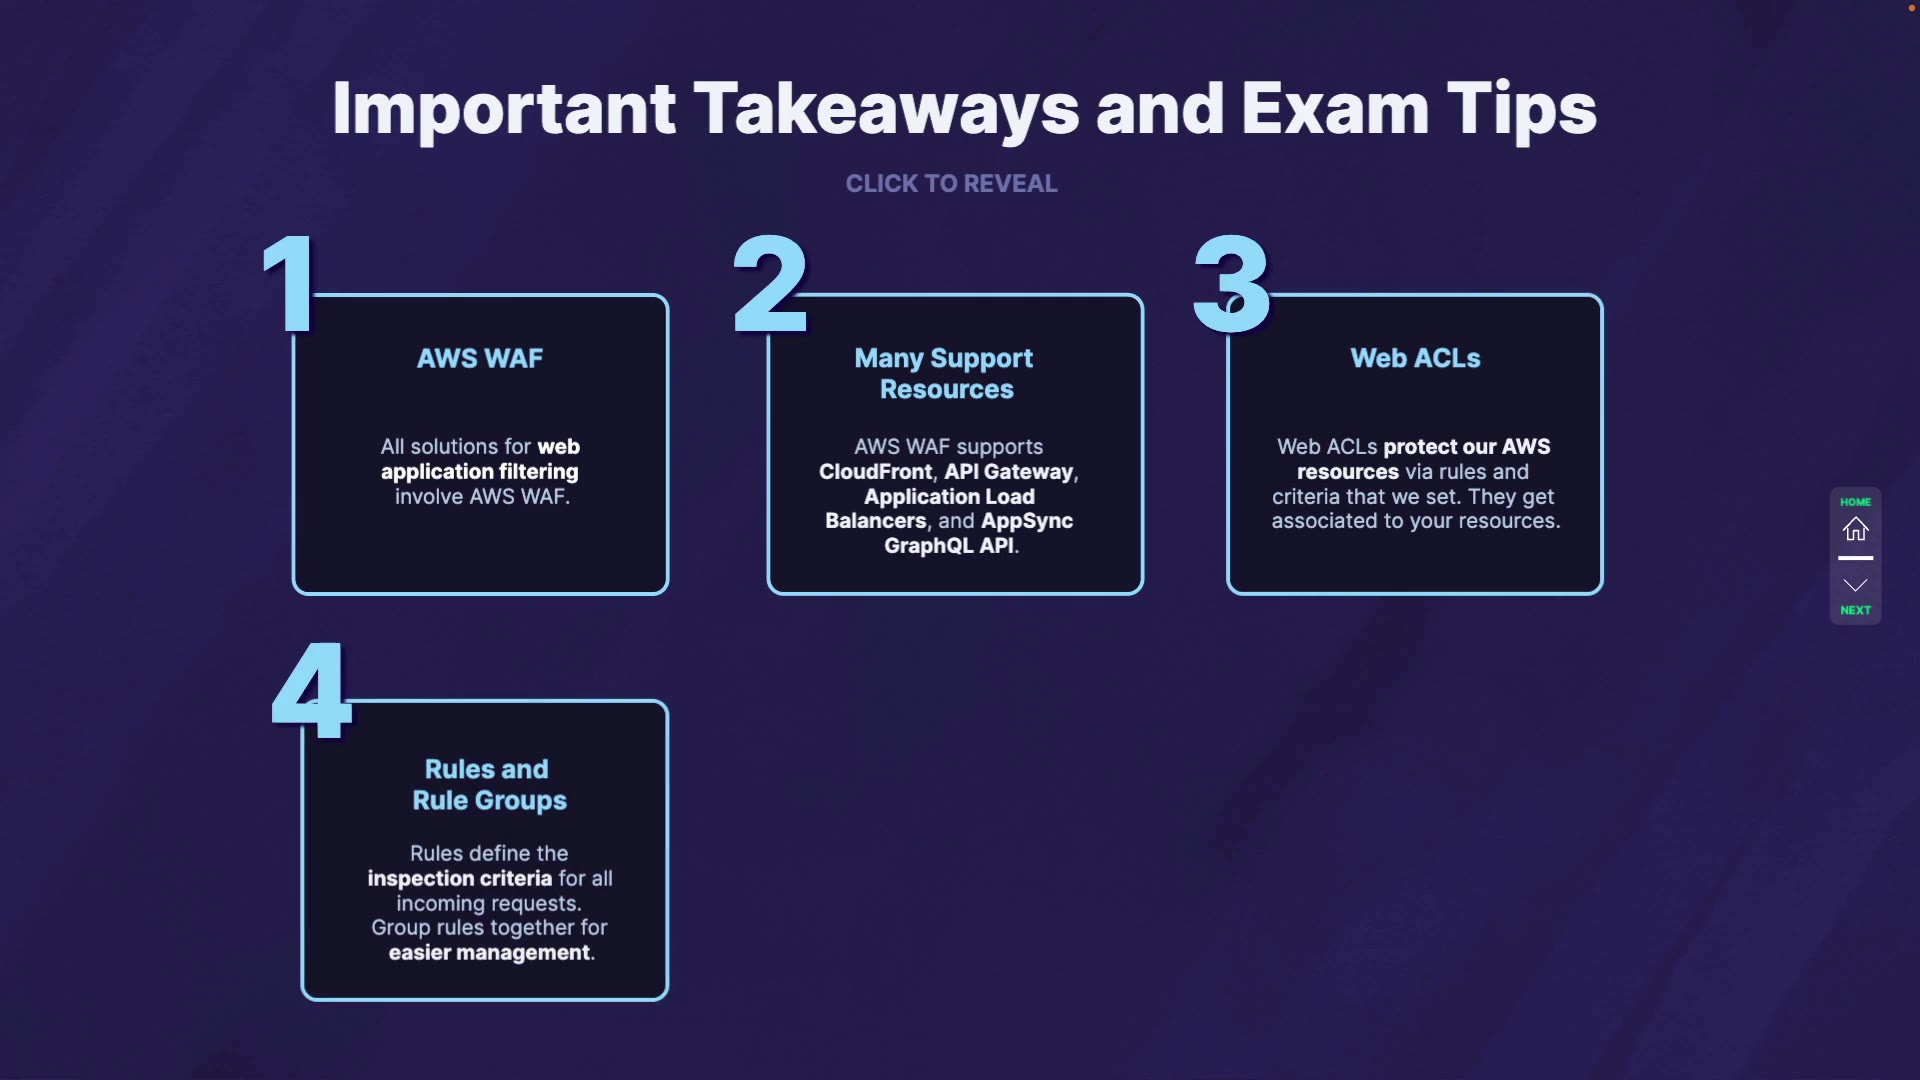 Important Takeaways and Exam Tips
CLICK TO REVEAL
1
AWS WAF
All solutions for web
application filtering
involve AWS WAF.
2
Many Support
Resources
AWS WAF supports
CloudFront, API Gateway,
Application Load
Balancers, and AppSync
GraphQL API.
3
Web ACLs
Web ACLs protect our AWS
resources via rules and
criteria that we set. They get
associated to your resources.
4
Rules and
Rule Groups
Rules define the
inspection criteria for all
incoming requests.
Group rules together for
easier management.
HOME
NEXT